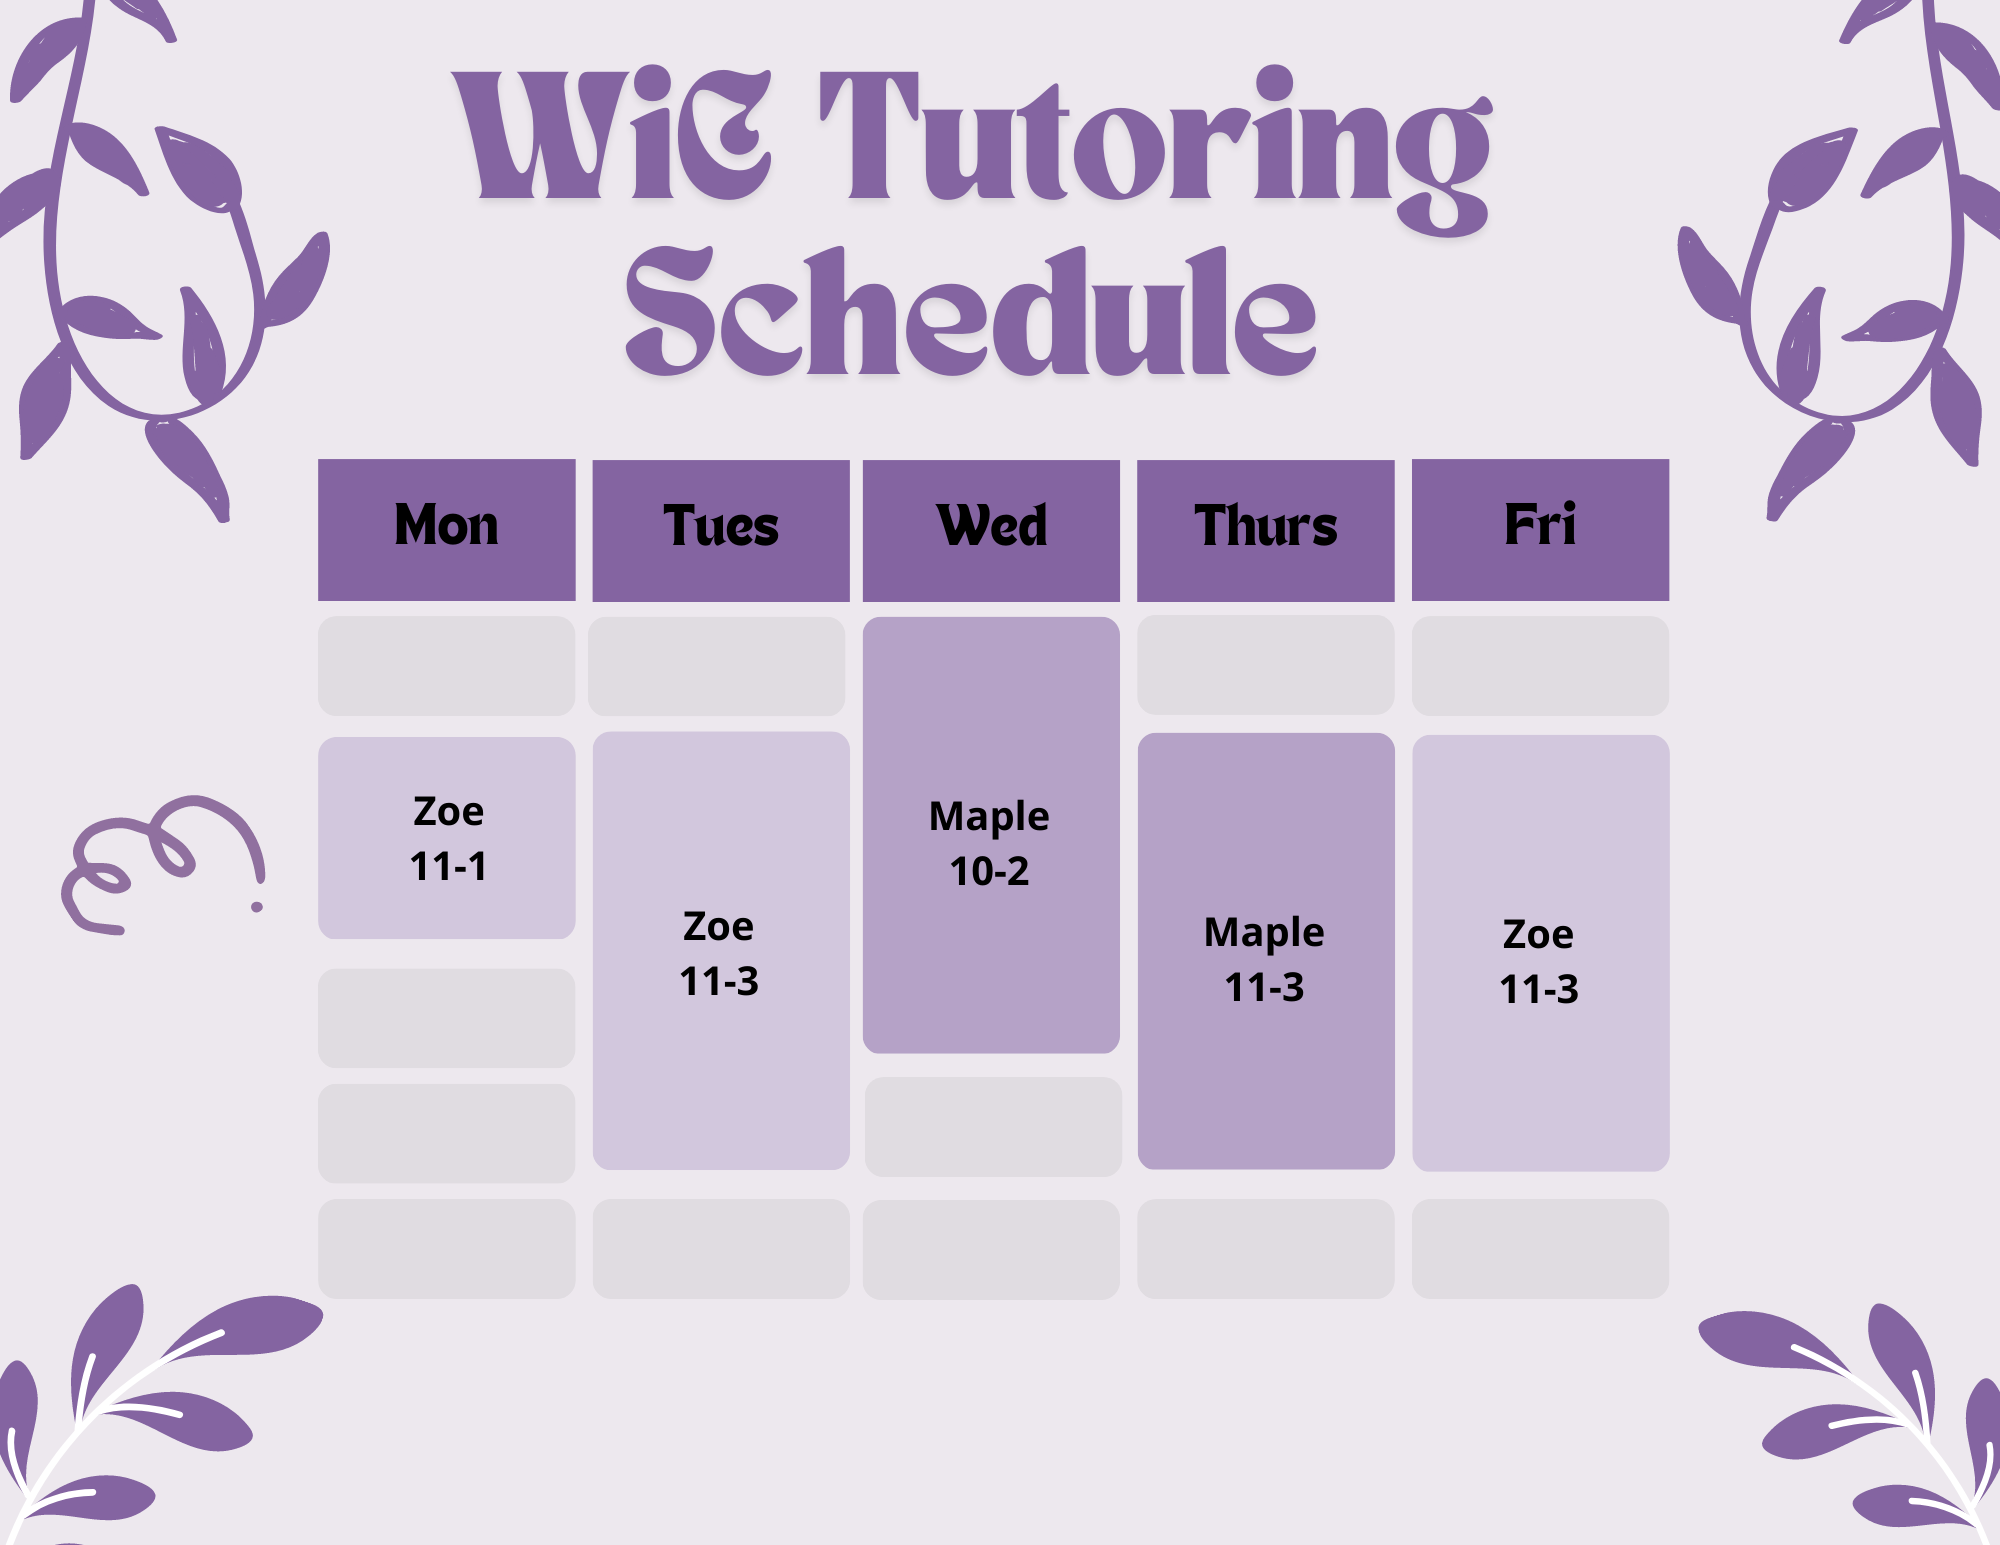 WiC Tutoring
Schedule
Mon
Tues
Wed
Thurs
Fri
Zoe
11-1
Zoe
11-3
Maple
10-2
Maple
11-3
Zoe
11-3